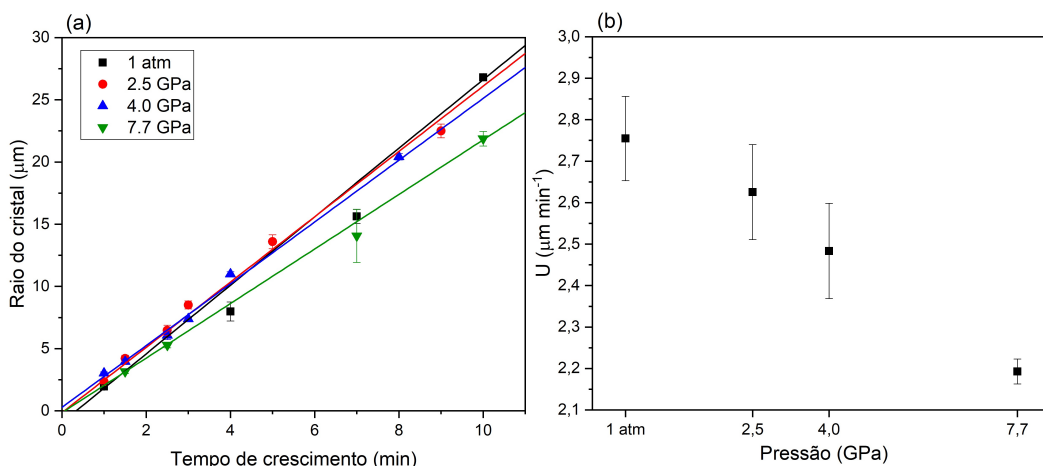 (a)
30
25
20
15
10
5
0
1 atm
2.5 GPa
4.0 GPa
7.7 GPa
0 2 4 6 8 10
Raio do cristal (μm)
Tempo de crescimento (min)
(b)
3,0
2,9
2,8
2,7
2,6
2,5
2,4
2,3
2,2
2,1
1 atm 2,5 4,0 7,7
U (μm min⁻¹)
Pressão (GPa)